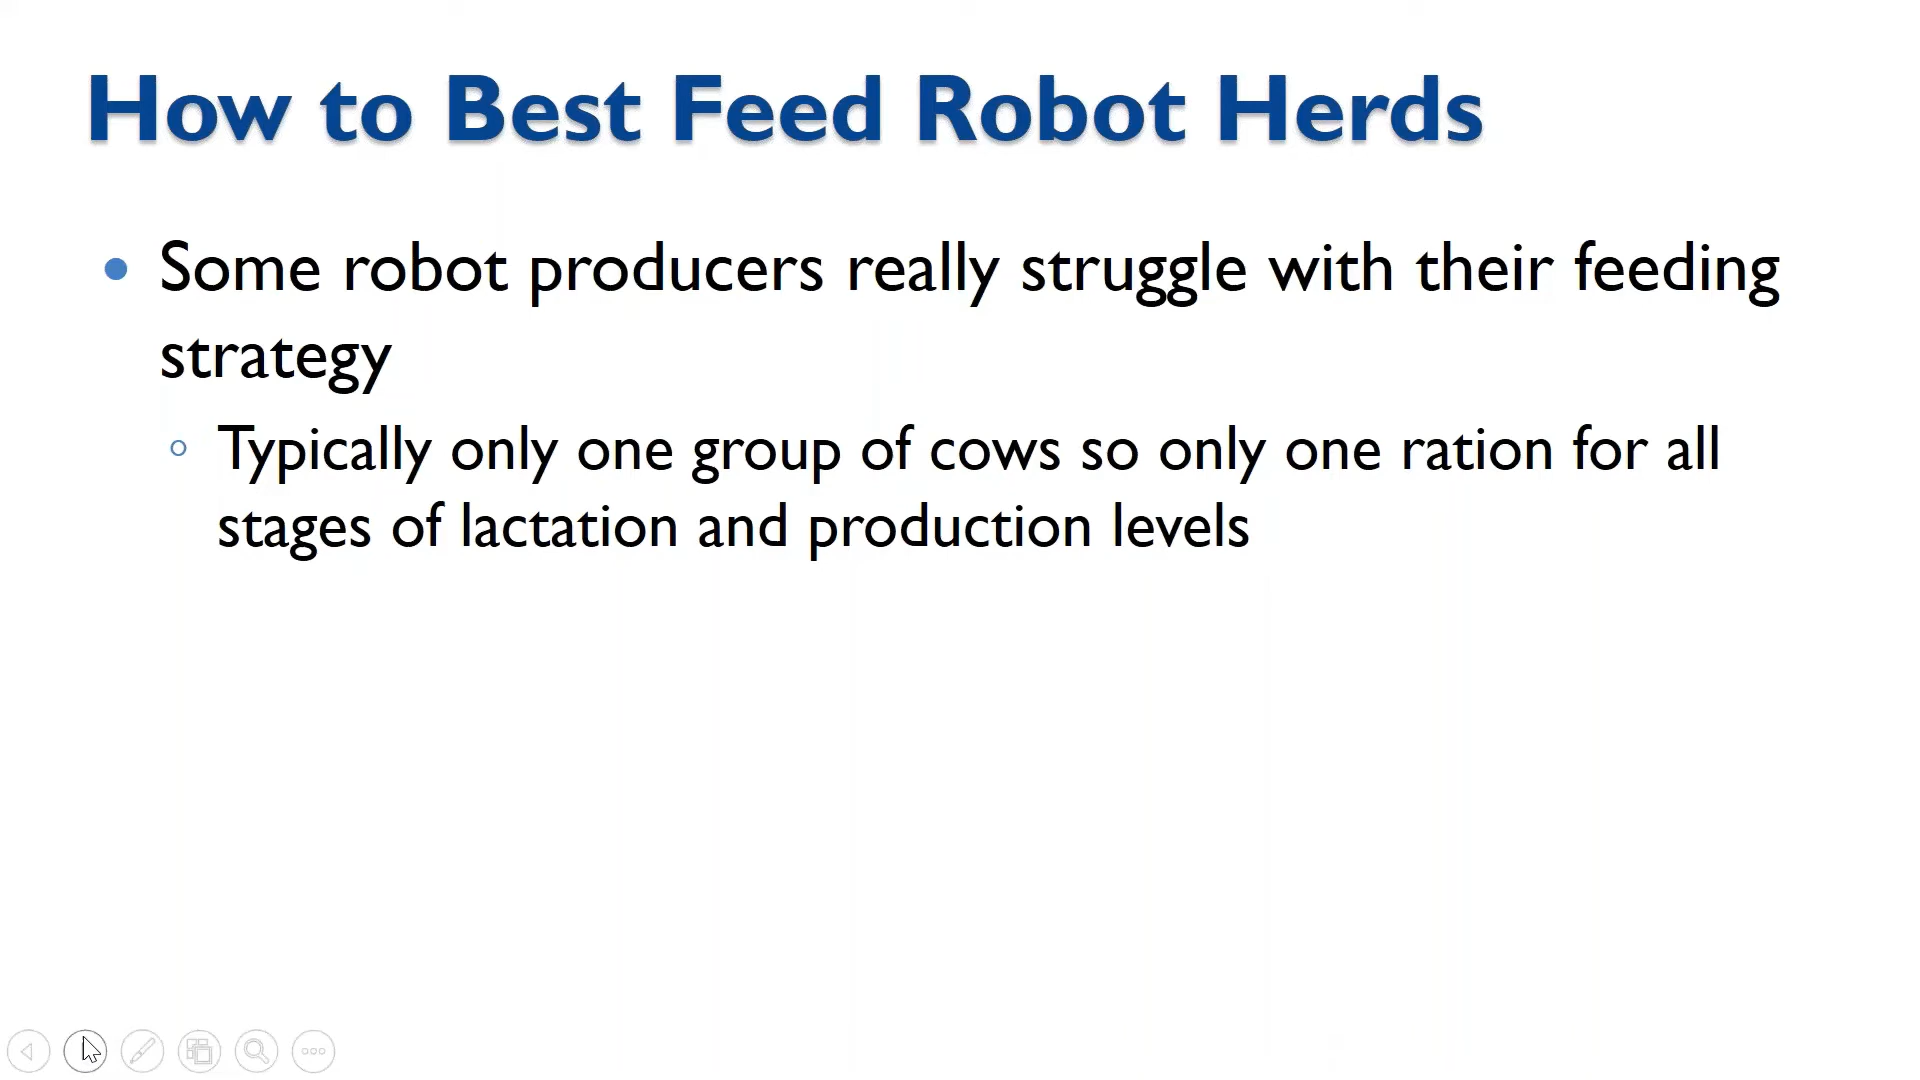 How to Best Feed Robot Herds
Some robot producers really struggle with their feeding
strategy
Typically only one group of cows so only one ration for all
stages of lactation and production levels